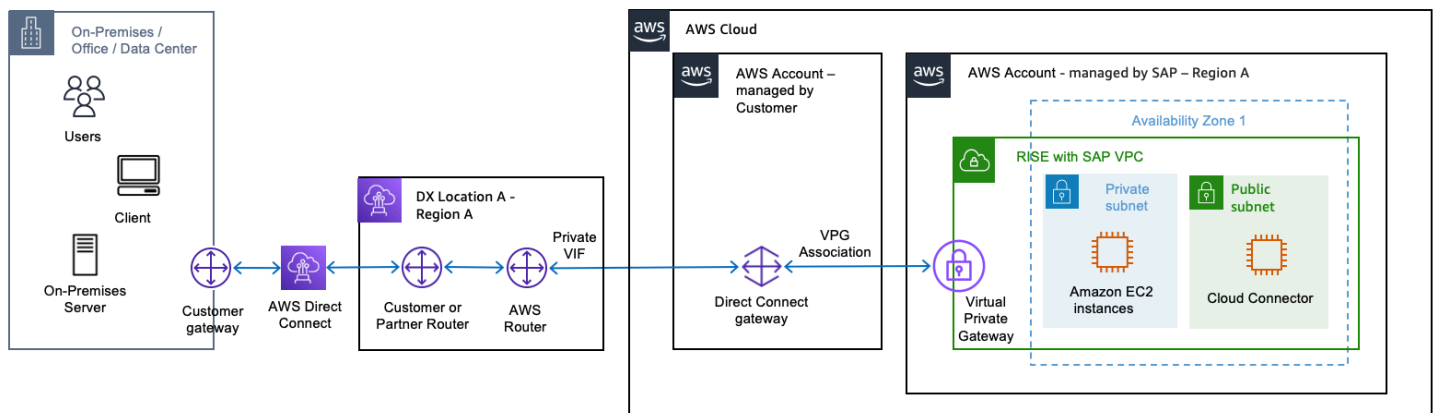 On-Premises /
Office / Data Center
Users
Client
On-Premises
Server
Customer
gateway
AWS Direct
Connect
DX Location A -
Region A
Customer or
Partner Router
AWS
Router
Private
VIF
aws
AWS Cloud
aws
AWS Account –
managed by
Customer
Direct Connect
gateway
VPG
Association
aws
AWS Account - managed by SAP – Region A
Availability Zone 1
RISE with SAP VPC
Virtual
Private
Gateway
Private
subnet
Amazon EC2
instances
Public
subnet
Cloud Connector